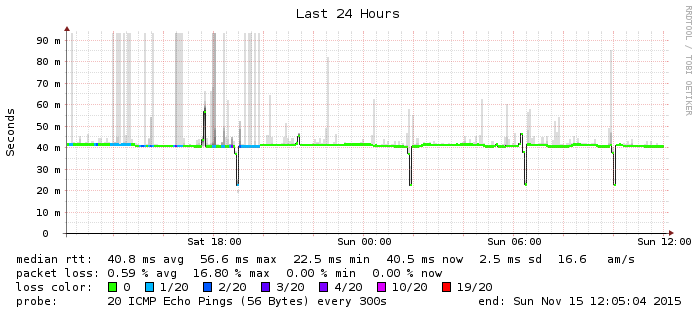 Last 24 Hours
RRDTOOL / TOBI OETIKER
Seconds
90 m
80 m
70 m
60 m
50 m
40 m
30 m
20 m
10 m
0
Sat 18:00 Sun 00:00 Sun 06:00 Sun 12:00
median rtt: 40.8 ms avg 56.6 ms max 22.5 ms min 40.5 ms now 2.5 ms sd 16.6 am/s
packet loss: 0.59 % avg 16.80 % max 0.00 % min 0.00 % now
loss color: 0 1/20 2/20 3/20 4/20 10/20 19/20
probe: 20 ICMP Echo Pings (56 Bytes) every 300s end: Sun Nov 15 12:05:04 2015